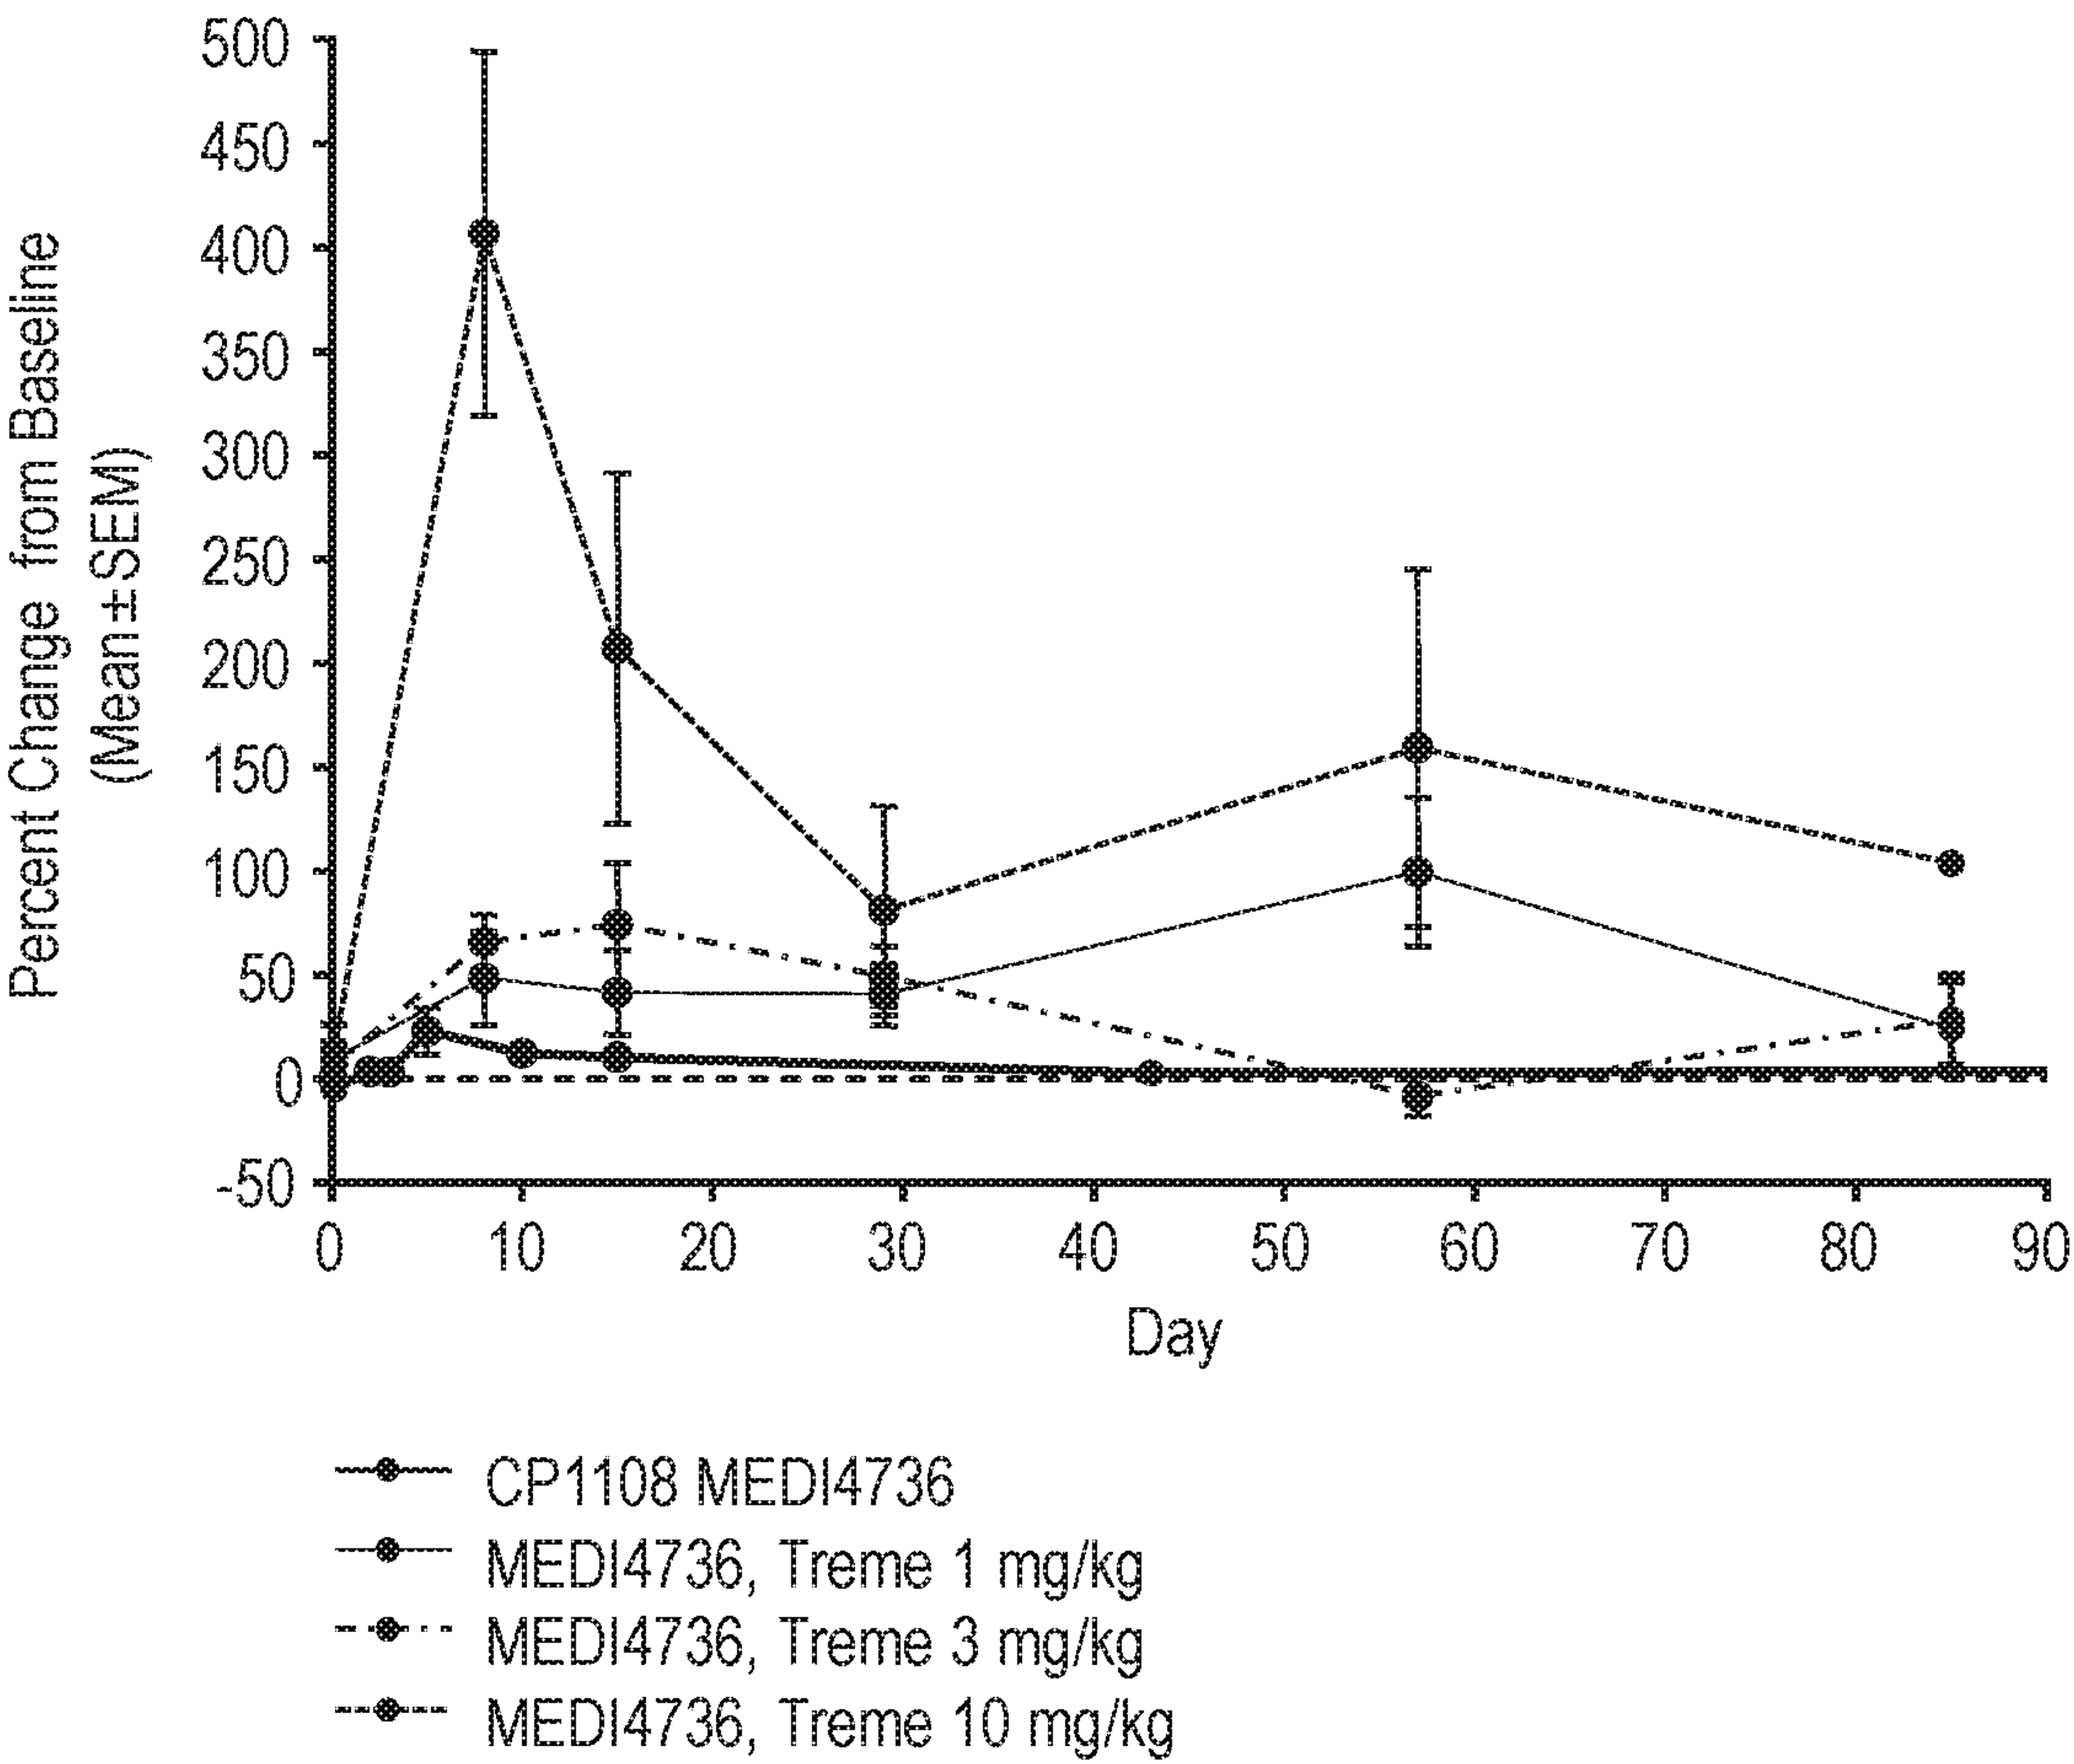 Percent Change from Baseline
(Mean±SEM)
500
450
400
350
300
250
200
150
100
50
0
-50
0 10 20 30 40 50 60 70 80 90
Day
CP1108 MEDI4736
MEDI4736, Treme 1 mg/kg
MEDI4736, Treme 3 mg/kg
MEDI4736, Treme 10 mg/kg